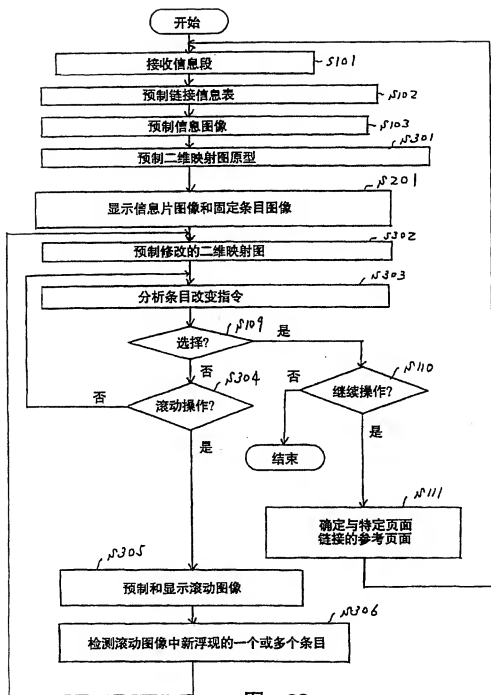 开始
接收信息段
S101
预制链接信息表
S102
预制信息图像
S103
预制二维映射图原型
S301
显示信息片图像和固定条目图像
S201
预制修改的二维映射图
S302
分析条目改变指令
S303
选择?
S109
是
否
滚动操作?
S304
否
是
继续操作?
S110
否
是
结束
确定与特定页面
链接的参考页面
S111
预制和显示滚动图像
S305
检测滚动图像中新浮现的一个或多个条目
S306